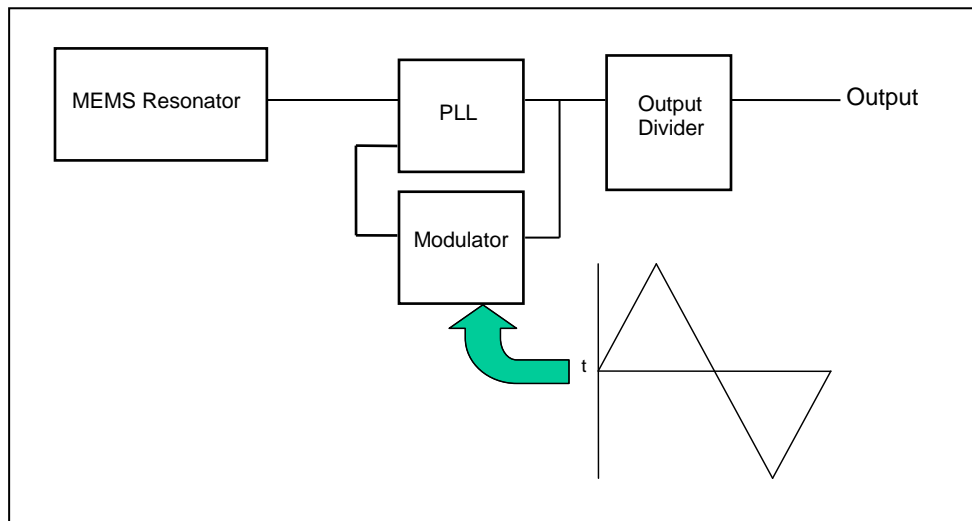 MEMS Resonator
PLL
Output
Divider
Output
Modulator
t